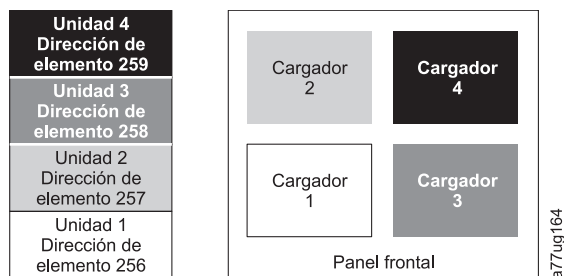 Unidad 4
Dirección de
elemento 259
Unidad 3
Dirección de
elemento 258
Unidad 2
Dirección de
elemento 257
Unidad 1
Dirección de
elemento 256
Cargador
2
Cargador
4
Cargador
1
Cargador
3
Panel frontal
a77ug164